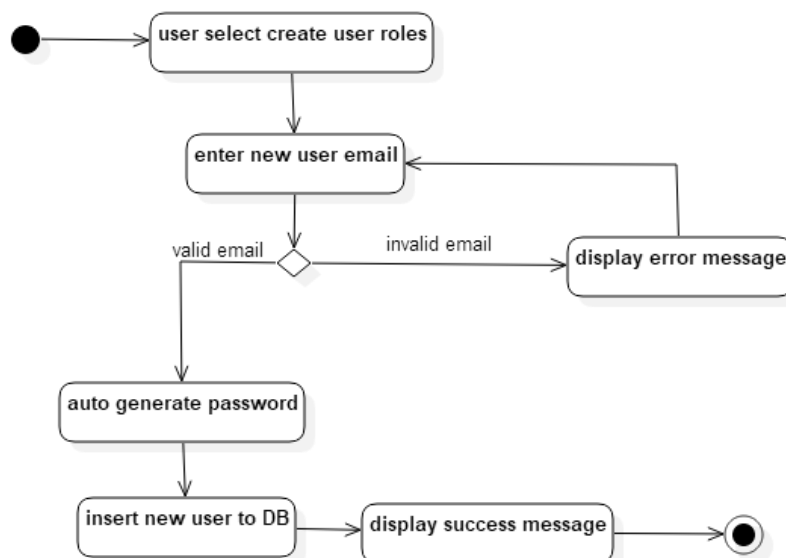 user select create user roles
enter new user email
valid email
invalid email
display error message
auto generate password
insert new user to DB
display success message